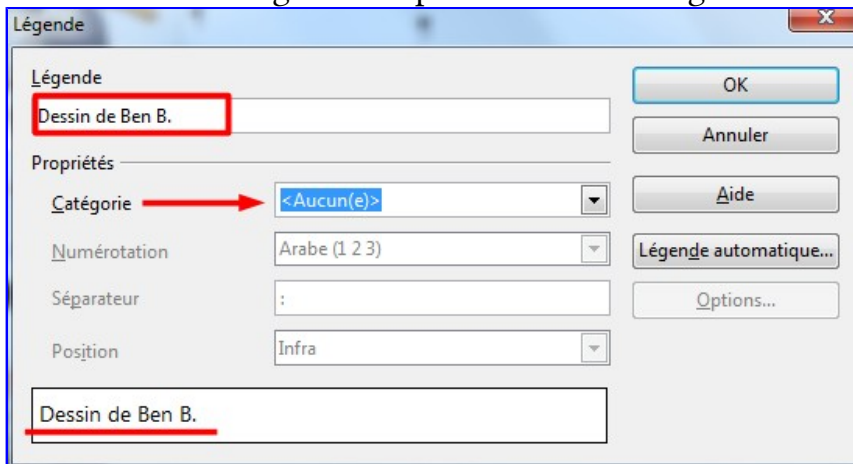 Légende
Légende
Dessin de Ben B.
OK
Annuler
Propriétés
Catégorie
<Aucun(e)>
Aide
Numérotation
Arabe (1 2 3)
Légende automatique...
Séparateur
:
Options...
Position
Infra
Dessin de Ben B.